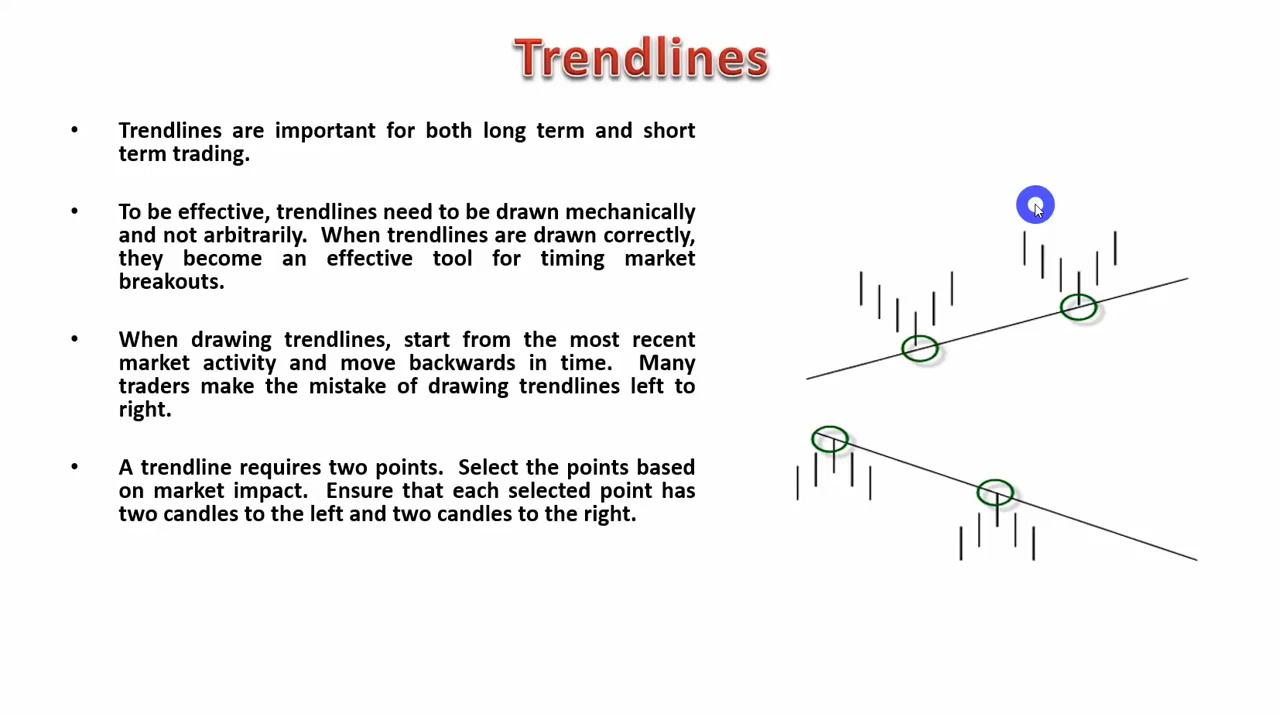 Trendlines
• Trendlines are important for both long term and short
term trading.
• To be effective, trendlines need to be drawn mechanically
and not arbitrarily.  When trendlines are drawn correctly,
they become an effective tool for timing market
breakouts.
• When drawing trendlines, start from the most recent
market activity and move backwards in time.  Many
traders make the mistake of drawing trendlines left to
right.
• A trendline requires two points.  Select the points based
on market impact.  Ensure that each selected point has
two candles to the left and two candles to the right.